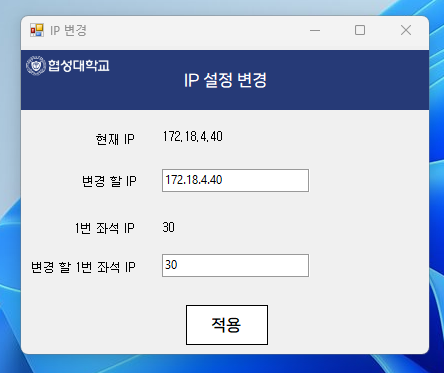 IP 변경
협성대학교
IP 설정 변경
현재 IP 172.18.4.40
변경 할 IP 172.18.4.40
1번 좌석 IP 30
변경 할 1번 좌석 IP 30
적용